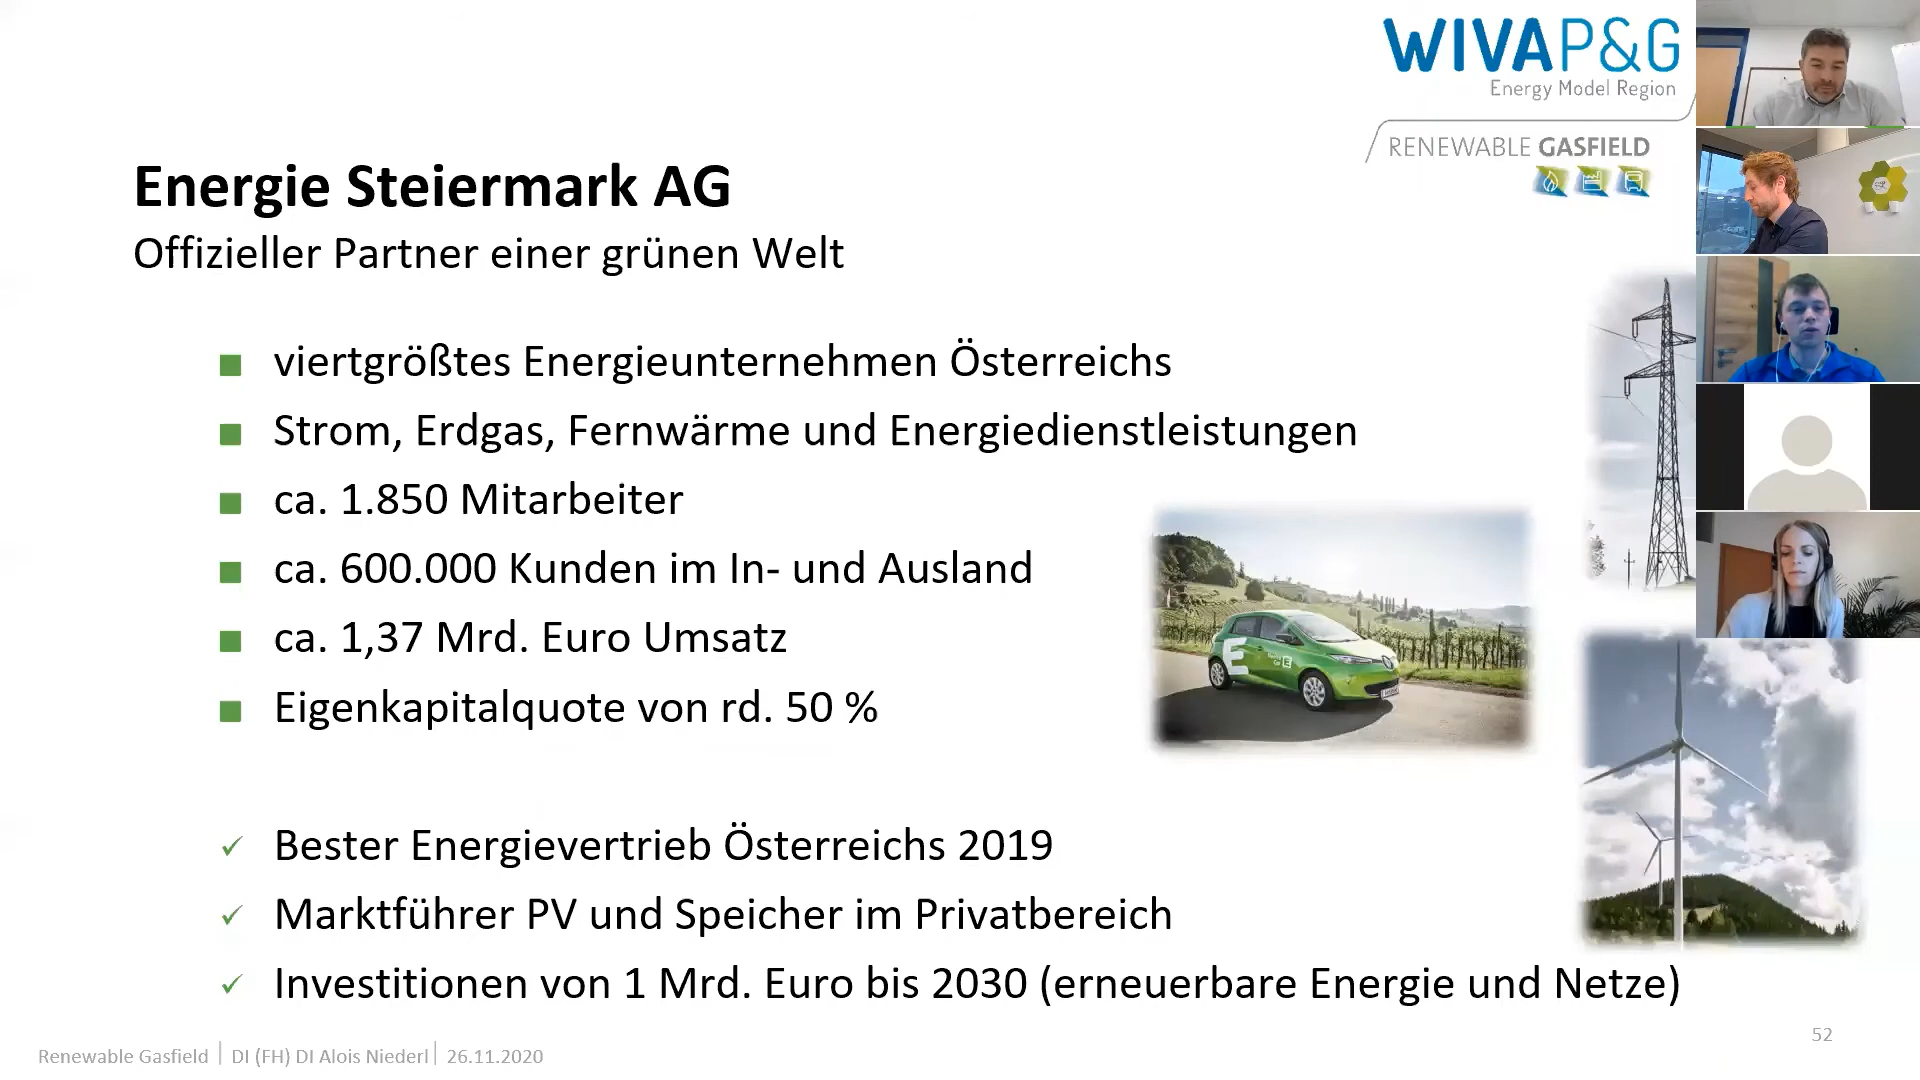 WIVAP&G
Energy Model Region
RENEWABLE GASFIELD
Energie Steiermark AG
Offizieller Partner einer grünen Welt
viertgrößtes Energieunternehmen Österreichs
Strom, Erdgas, Fernwärme und Energiedienstleistungen
ca. 1.850 Mitarbeiter
ca. 600.000 Kunden im In- und Ausland
ca. 1,37 Mrd. Euro Umsatz
Eigenkapitalquote von rd. 50 %
E
E
Bester Energievertrieb Österreichs 2019
Marktführer PV und Speicher im Privatbereich
Investitionen von 1 Mrd. Euro bis 2030 (erneuerbare Energie und Netze)
52
Renewable Gasfield | DI (FH) DI Alois Niederl | 26.11.2020